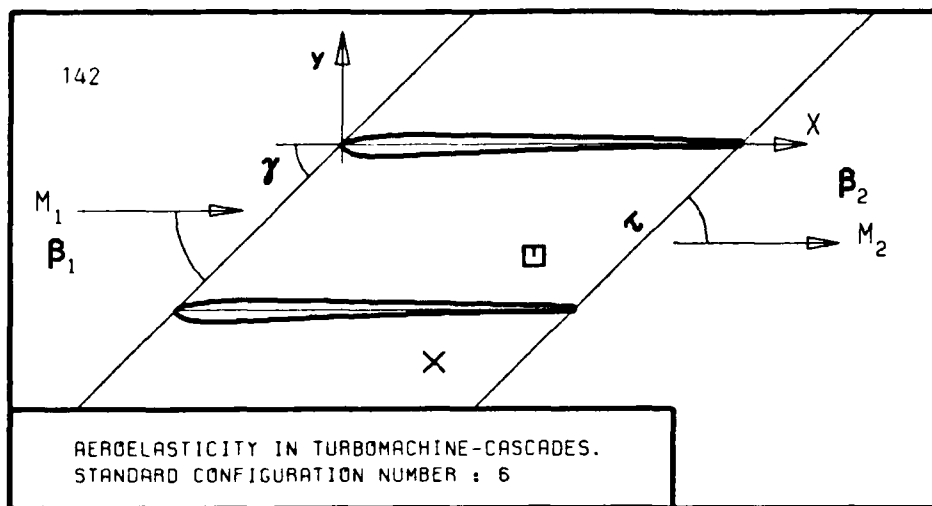 y
142
X
γ
M₁
β₂
β₁
τ
M₂
AEROELASTICITY IN TURBOMACHINE-CASCADES.
STANDARD CONFIGURATION NUMBER : 6